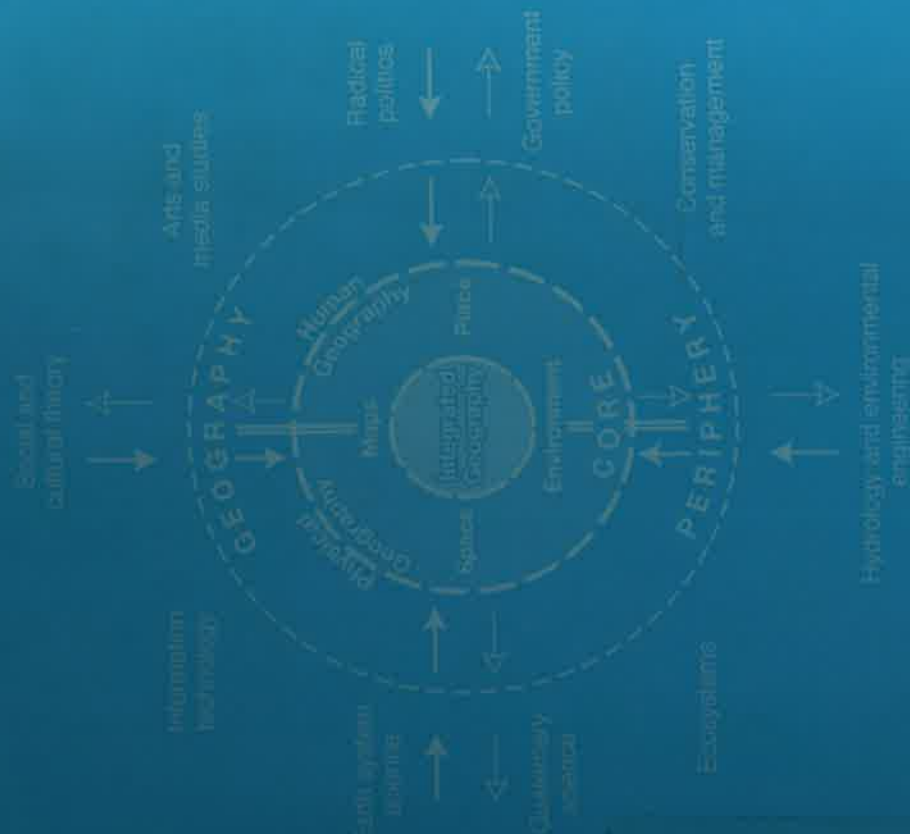 Social and
cultural theory
Information
technology
Arts and
media studies
GEOGRAPHY
Earth system
science
Physical
Geography
Human
Geography
Radical
politics
Maps
Space
Integrated
Geography
Place
Quaternary
science
Government
policy
Environment
CORE
PERIPHERY
Ecosystems
Conservation
and management
Hydrology and environmental
engineering